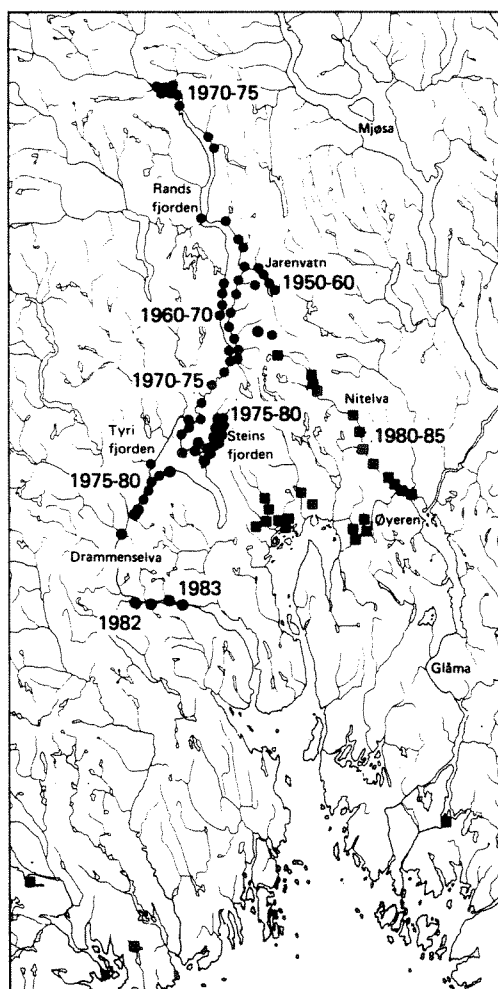 1970-75
Mjøsa
Rands
fjorden
Jarenvatn
1950-60
1960-70
1970-75
Nitelva
1975-80
Tyri
fjorden
Steins
fjorden
1980-85
1975-80
Øyeren
Drammenselva
1983
1982
Glåma